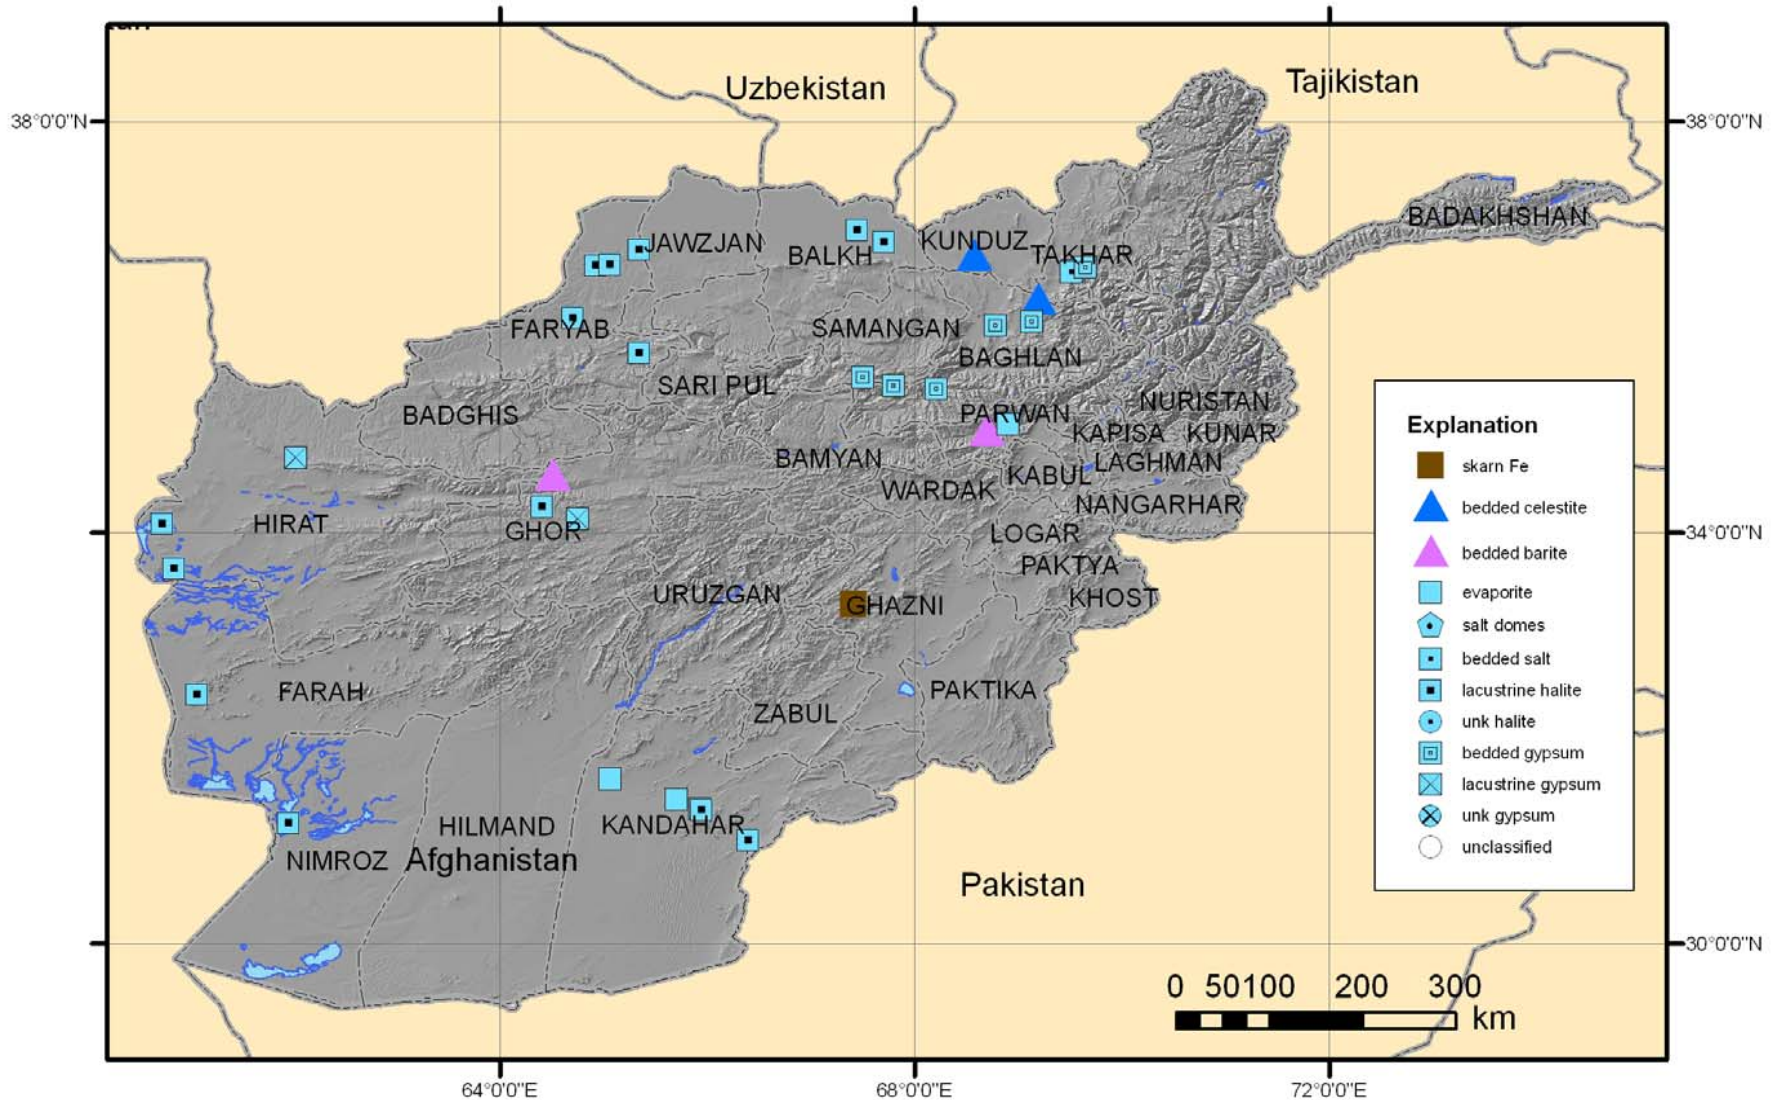 Uzbekistan
Tajikistan
38°0'0"N
38°0'0"N
BADAKHSHAN
JAWZJAN
BALKH
KUNDUZ
TAKHAR
FARYAB
SAMANGAN
BAGHLAN
SARI PUL
BADGHIS
PARWAN
NURISTAN
KAPISA
KUNAR
BAMYAN
LAGHMAN
KABUL
WARDAK
NANGARHAR
HIRAT
GHOR
LOGAR
34°0'0"N
PAKTYA
URUZGAN
GHAZNI
KHOST
FARAH
PAKTIKA
ZABUL
HILMAND
KANDAHAR
NIMROZ
Afghanistan
Pakistan
30°0'0"N
Explanation
skarn Fe
bedded celestite
bedded barite
evaporite
salt domes
bedded salt
lacustrine halite
unk halite
bedded gypsum
lacustrine gypsum
unk gypsum
unclassified
0 50 100 200 300
km
64°0'0"E
68°0'0"E
72°0'0"E